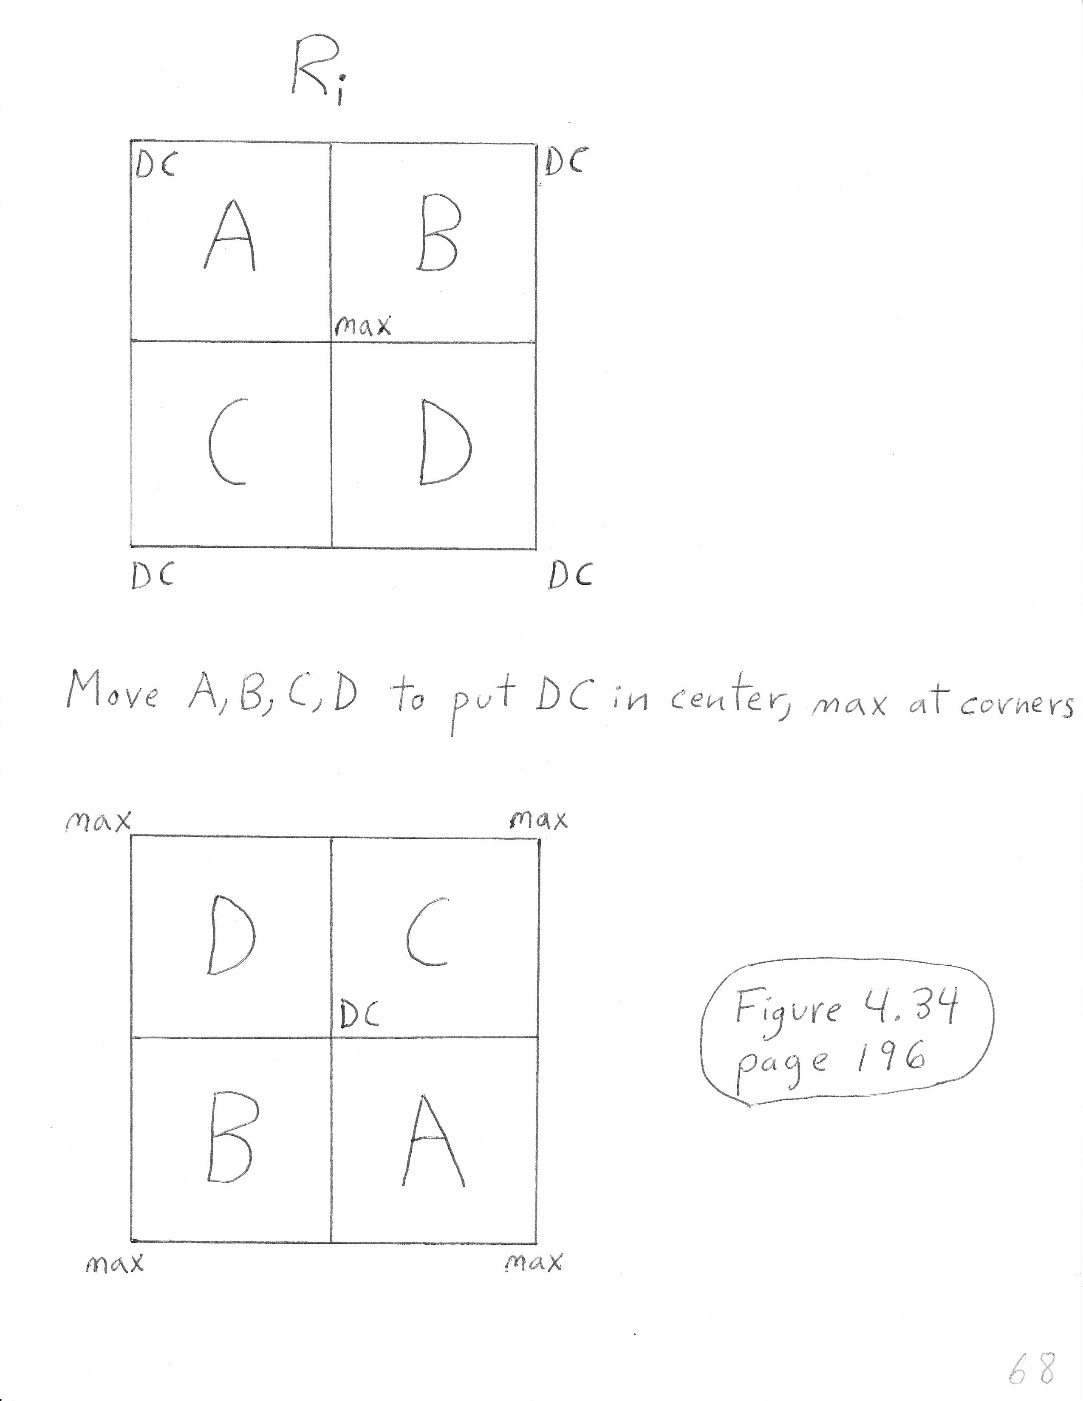 Ri
DC DC
A B
max
C D
DC DC
Move A, B, C, D to put DC in center, max at corners
max max
D C
DC
Figure 4.34
page 196
B A
max max
68